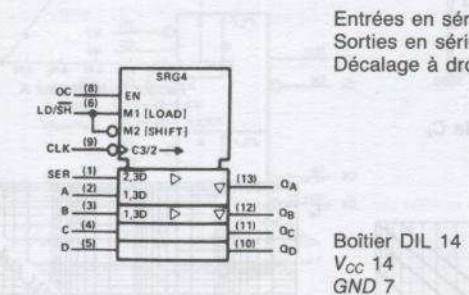 Entrées en sér
Sorties en séri
Décalage à dro
SRG4
OC (8) EN
LD/S̅H̅ (6) M1 [LOAD]
M2 [SHIFT]
CLK (9) C3/2
SER (1) 2,3D (13) QA
A (2) 1,3D
B (3) 1,3D (12) QB
C (4) (11) QC
D (5) (10) QD
Boîtier DIL 14
VCC 14
GND 7